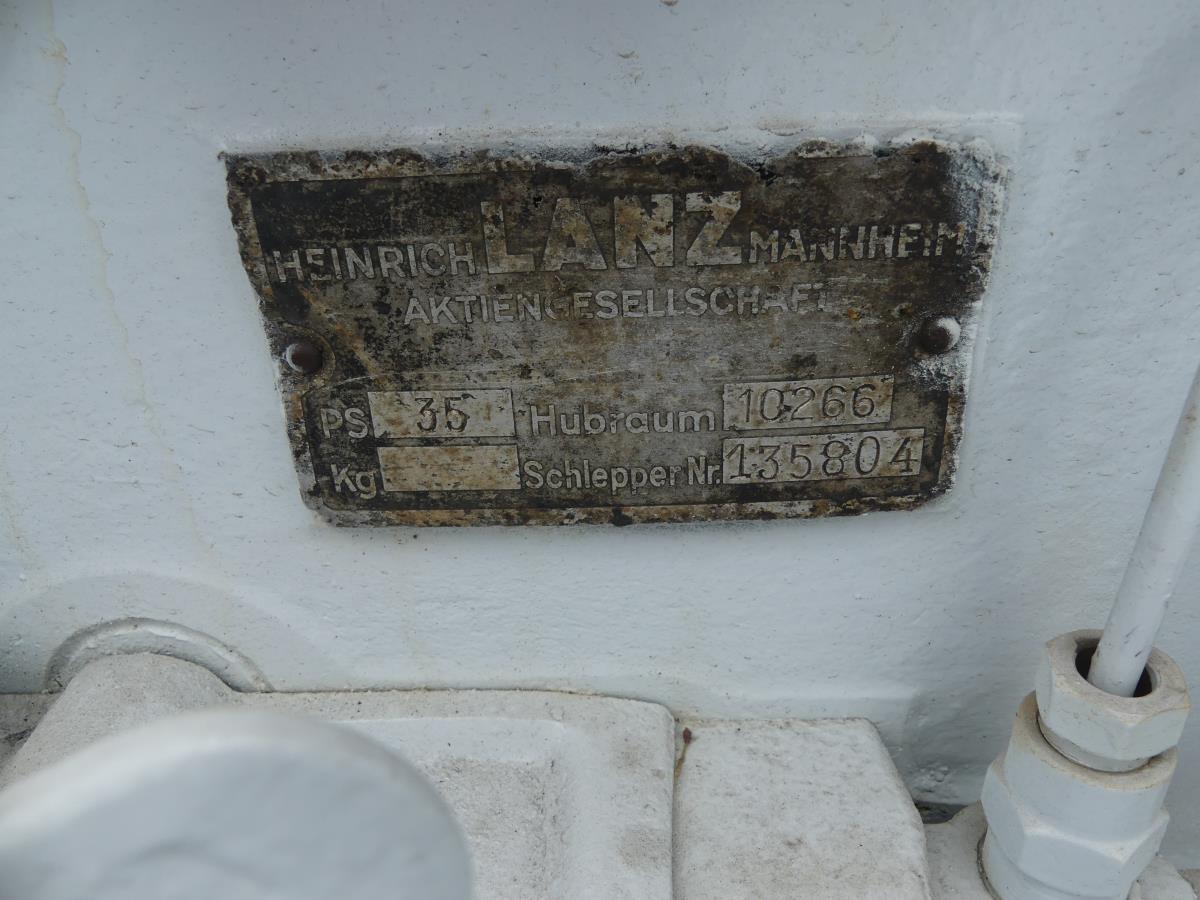 HEINRICH LANZ MANNHEIM
AKTIENGESELLSCHAFT
PS 35 Hubraum 10266
Kg Schlepper Nr. 135804